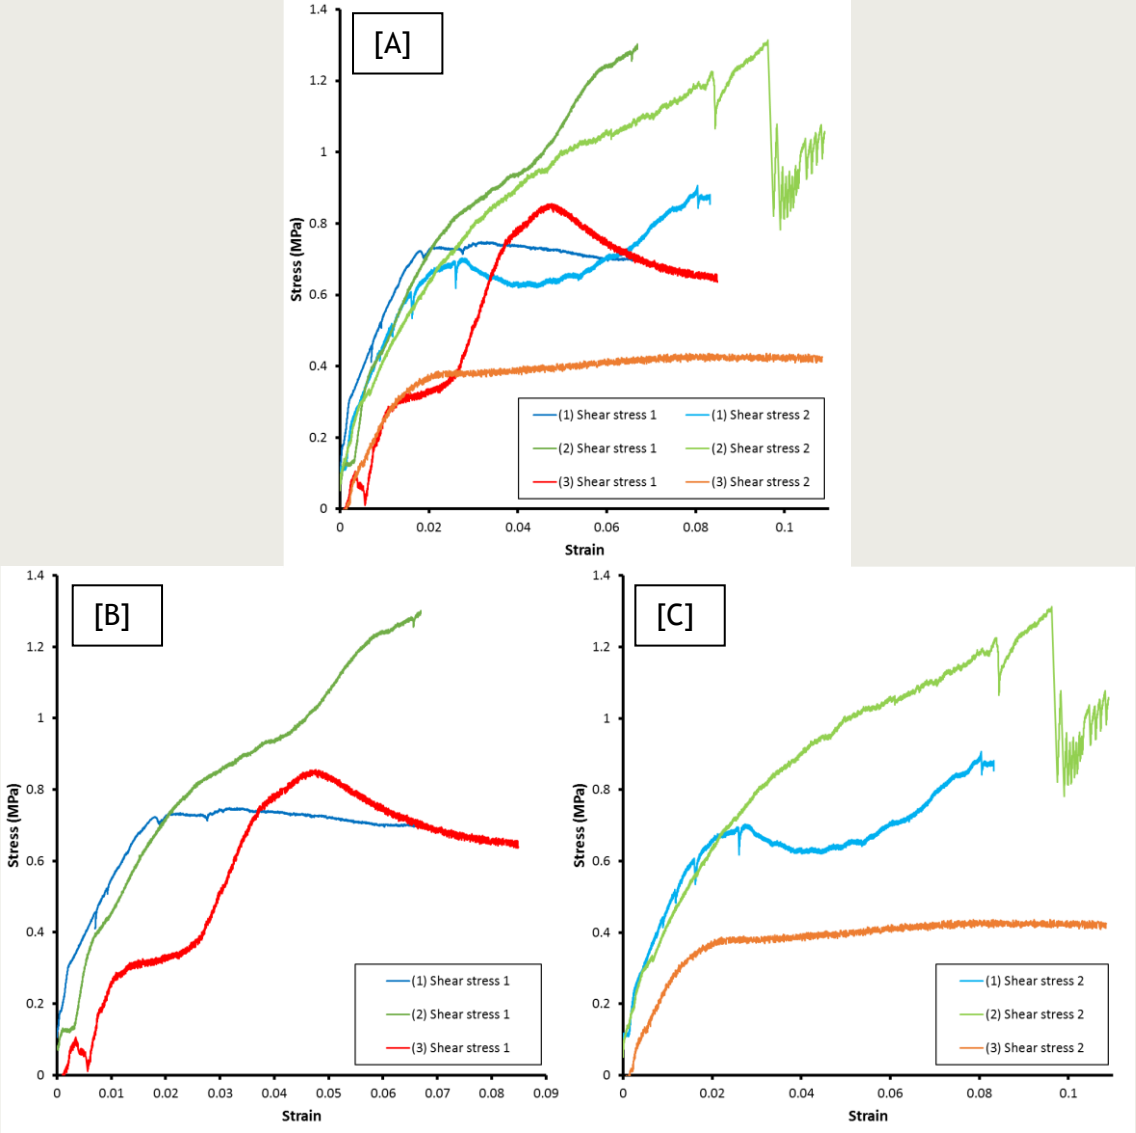 [A]
Stress (MPa)
1.4
1.2
1
0.8
0.6
0.4
0.2
0
0 0.02 0.04 0.06 0.08 0.1
Strain
(1) Shear stress 1 (1) Shear stress 2
(2) Shear stress 1 (2) Shear stress 2
(3) Shear stress 1 (3) Shear stress 2
[B]
Stress (MPa)
1.4
1.2
1
0.8
0.6
0.4
0.2
0
0 0.01 0.02 0.03 0.04 0.05 0.06 0.07 0.08 0.09
Strain
(1) Shear stress 1
(2) Shear stress 1
(3) Shear stress 1
[C]
Stress (MPa)
1.4
1.2
1
0.8
0.6
0.4
0.2
0
0 0.02 0.04 0.06 0.08 0.1
Strain
(1) Shear stress 2
(2) Shear stress 2
(3) Shear stress 2